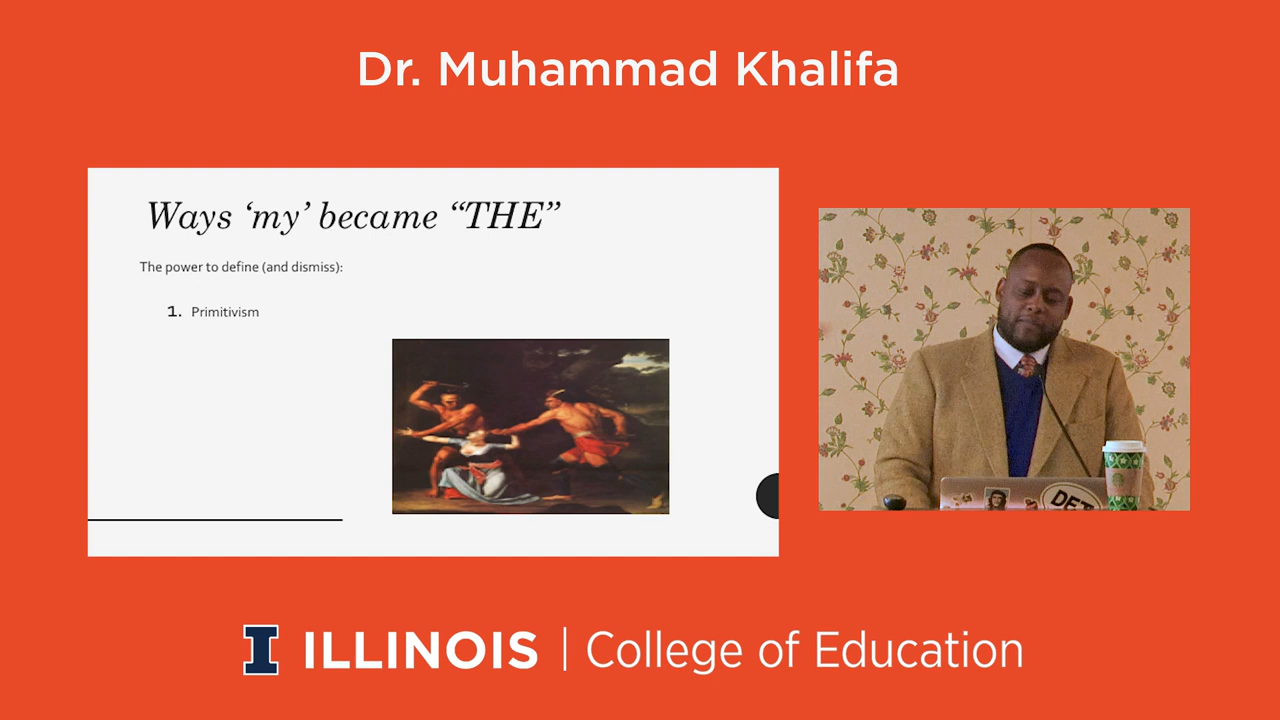 Dr. Muhammad Khalifa
Ways ‘my’ became “THE”
The power to define (and dismiss):
1. Primitivism
DET
I ILLINOIS | College of Education